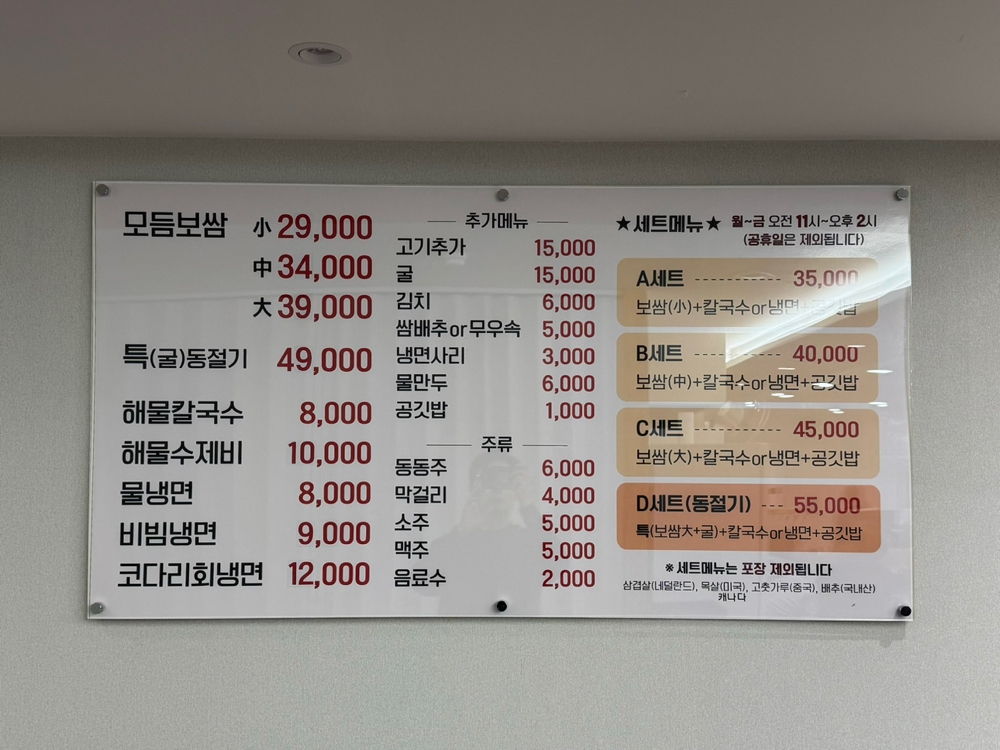 모듬보쌈 小 29,000
中 34,000
大 39,000
특(굴)동절기 49,000
해물칼국수 8,000
해물수제비 10,000
물냉면 8,000
비빔냉면 9,000
코다리회냉면 12,000
추가메뉴
고기추가 15,000
굴 15,000
김치 6,000
쌈배추or무우속 5,000
냉면사리 3,000
물만두 6,000
공깃밥 1,000
주류
동동주 6,000
막걸리 4,000
소주 5,000
맥주 5,000
음료수 2,000
★세트메뉴★ 월~금 오전 11시~오후 2시
(공휴일은 제외됩니다)
A세트 35,000
보쌈(小)+칼국수or냉면+공깃밥
B세트 40,000
보쌈(中)+칼국수or냉면+공깃밥
C세트 45,000
보쌈(大)+칼국수or냉면+공깃밥
D세트(동절기) 55,000
특(보쌈大+굴)+칼국수or냉면+공깃밥
※ 세트메뉴는 포장 제외됩니다
삼겹살(네덜란드), 목살(미국), 고춧가루(중국), 배추(국내산)
캐나다